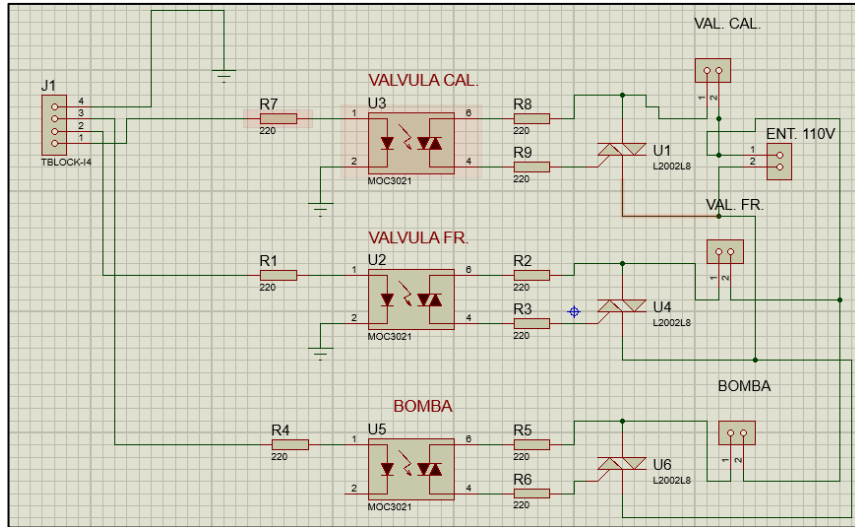 VAL. CAL.
J1
4
3
2
1
TBLOCK-I4
VALVULA CAL.
R7
220
U3
1
6
2
4
MOC3021
R8
220
R9
220
U1
L2002L8
1
2
ENT. 110V
1
2
VAL. FR.
VALVULA FR.
R1
220
U2
1
6
2
4
MOC3021
R2
220
R3
220
U4
L2002L8
1
2
BOMBA
BOMBA
R4
220
U5
1
6
2
4
MOC3021
R5
220
R6
220
U6
L2002L8
1
2